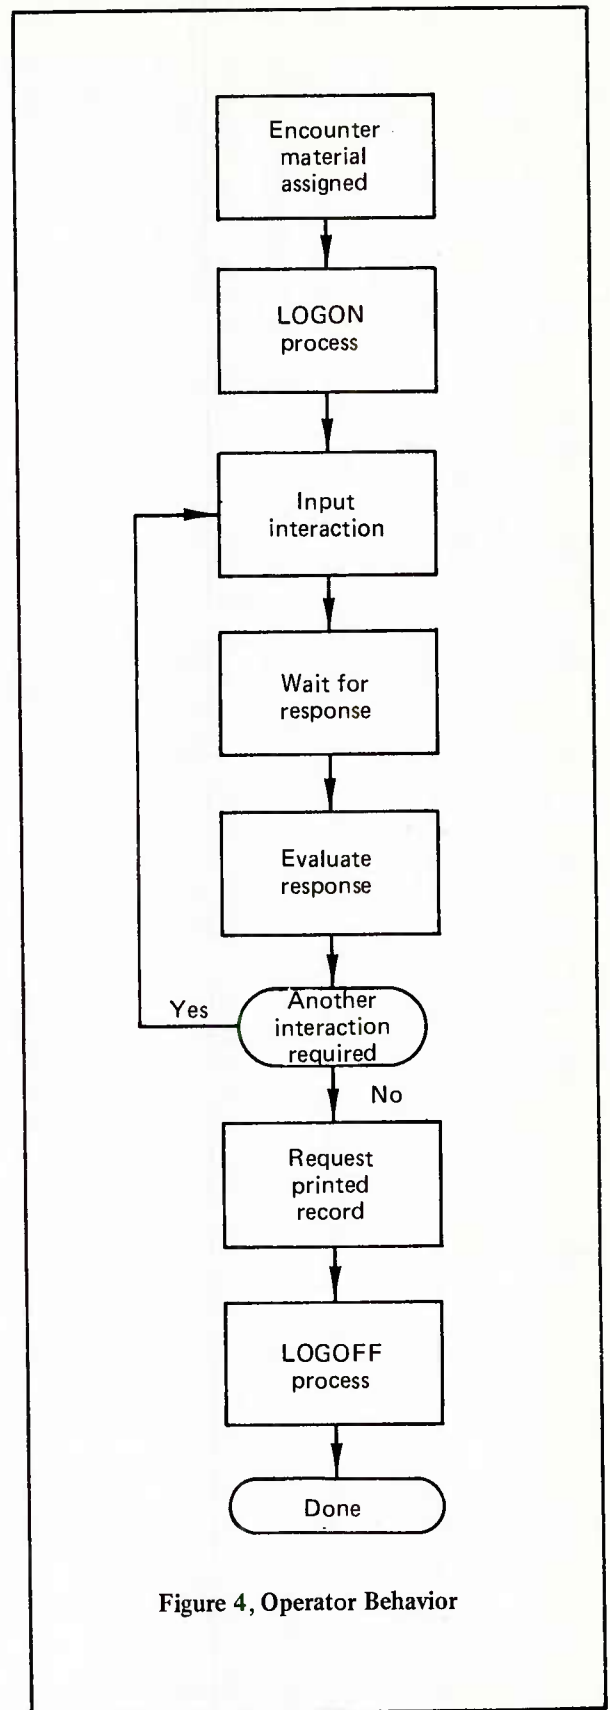 Encounter
material
assigned
LOGON
process
Input
interaction
Wait for
response
Evaluate
response
Yes
Another
interaction
required
No
Request
printed
record
LOGOFF
process
Done
Figure 4, Operator Behavior